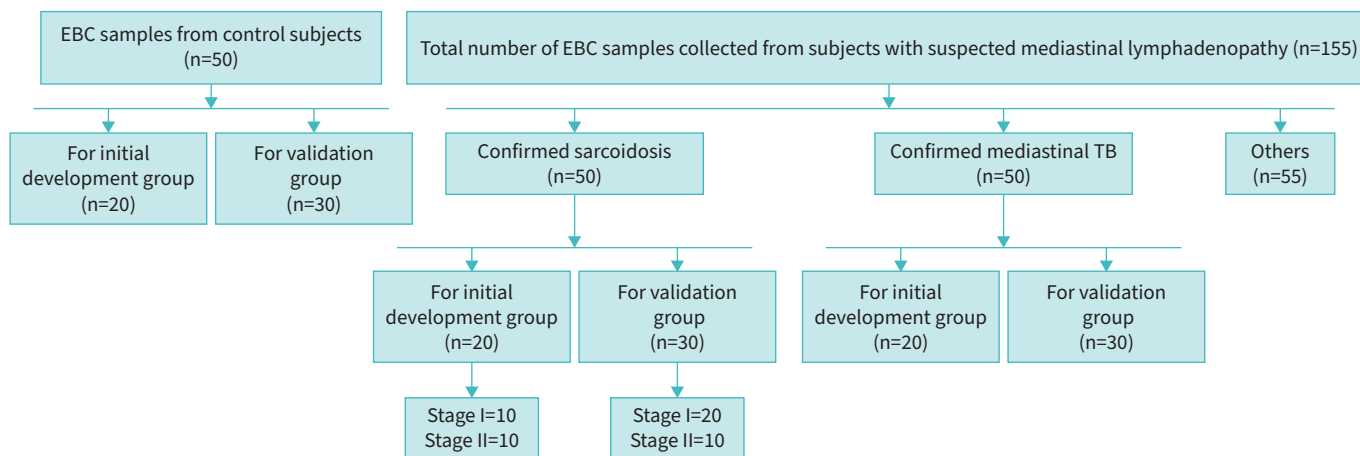 EBC samples from control subjects
(n=50)
Total number of EBC samples collected from subjects with suspected mediastinal lymphadenopathy (n=155)
For initial
development group
(n=20)
For validation
group
(n=30)
Confirmed sarcoidosis
(n=50)
Confirmed mediastinal TB
(n=50)
Others
(n=55)
For initial
development group
(n=20)
For validation
group
(n=30)
For initial
development group
(n=20)
For validation
group
(n=30)
Stage I=10
Stage II=10
Stage I=20
Stage II=10